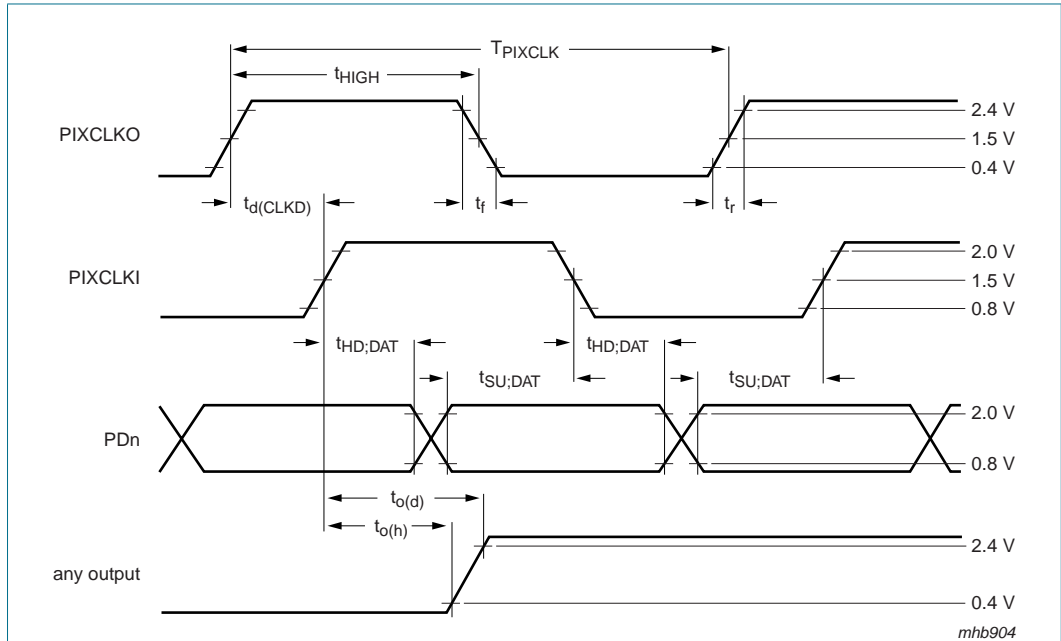 TPIXCLK
tHIGH
PIXCLKO
2.4 V
1.5 V
0.4 V
td(CLKD)
tf
tr
PIXCLKI
2.0 V
1.5 V
0.8 V
tHD;DAT
tHD;DAT
tSU;DAT
tSU;DAT
PDn
2.0 V
0.8 V
to(d)
to(h)
any output
2.4 V
0.4 V
mhb904